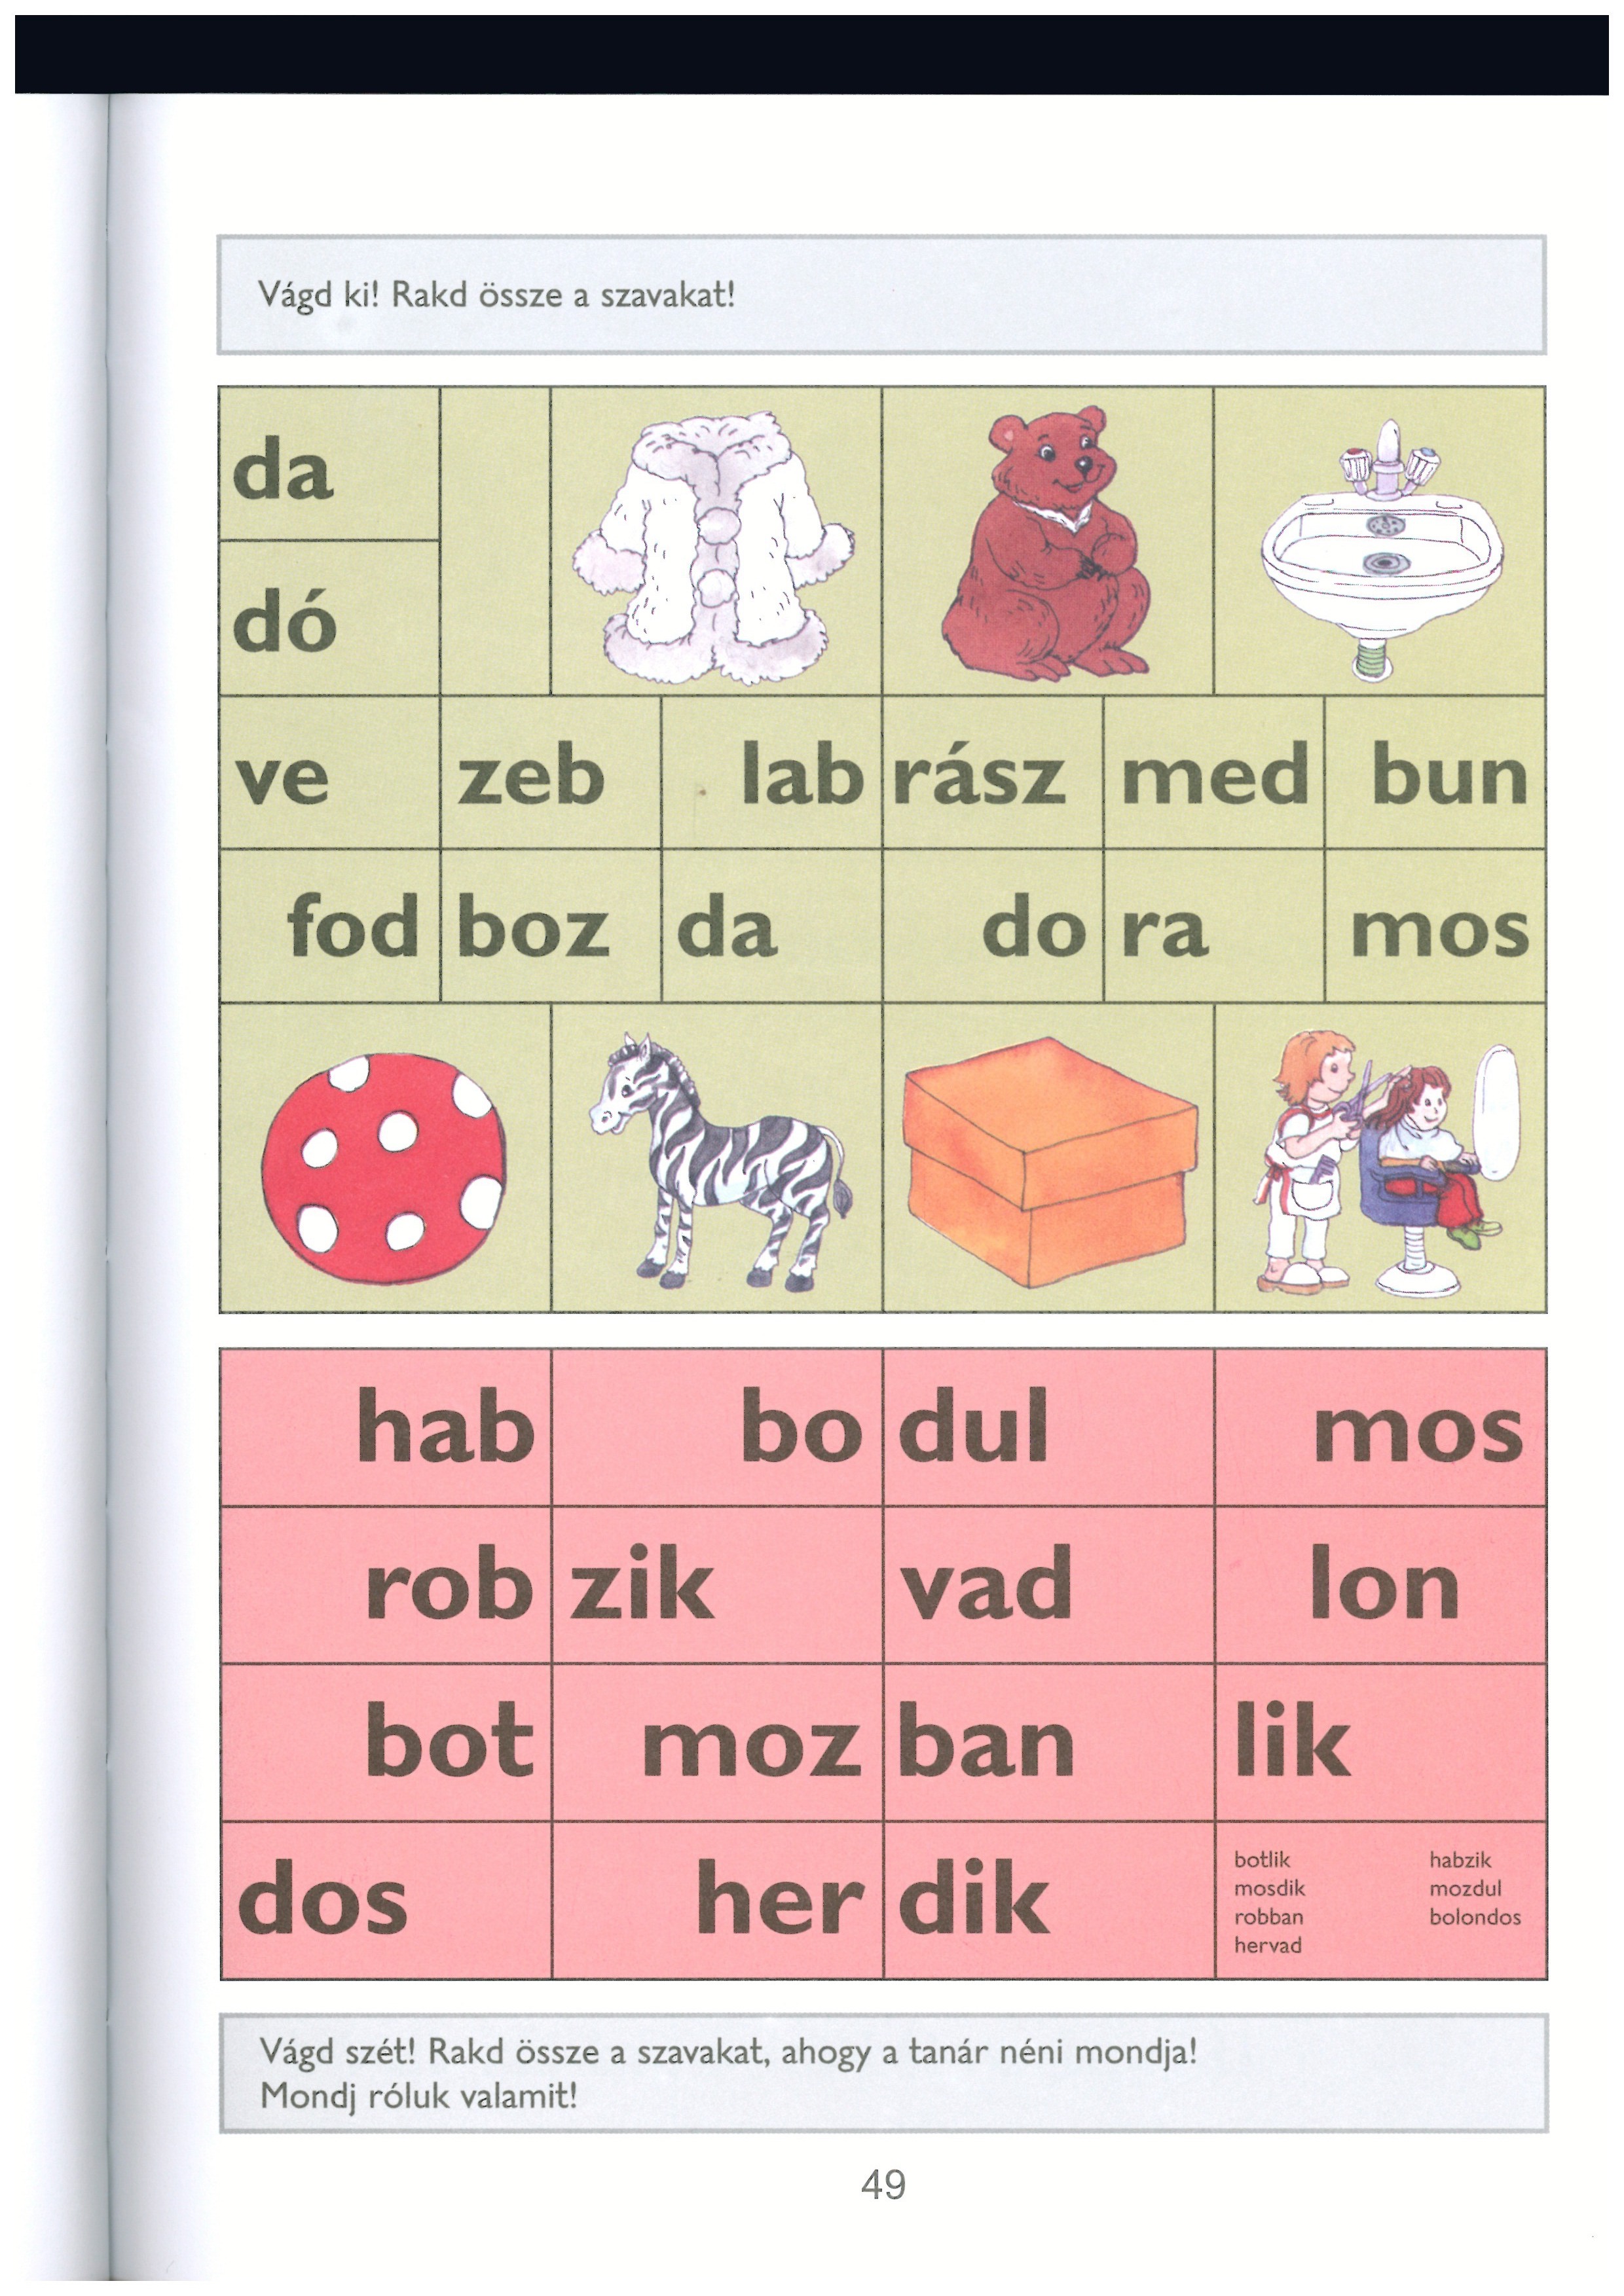 Vágd ki! Rakd össze a szavakat!
da
dó
ve zeb lab rász med bun
fod boz da do ra mos
hab bo dul mos
rob zik vad lon
bot moz ban lik
dos her dik
botlik habzik
mosdik mozdul
robban bolondos
hervad
Vágd szét! Rakd össze a szavakat, ahogy a tanár néni mondja!
Mondj róluk valamit!
49